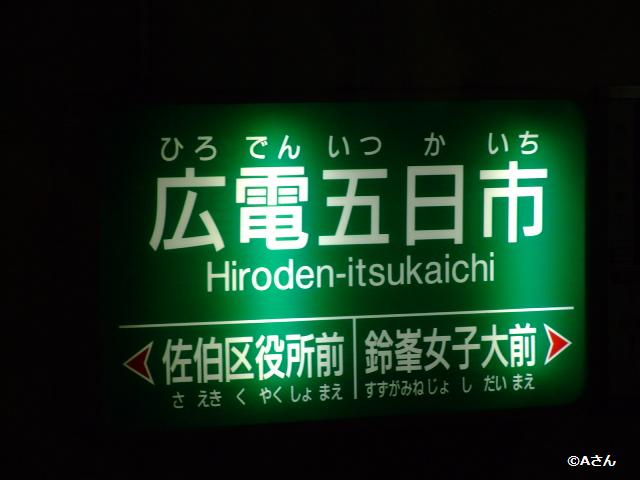 ひろ でん いつ か いち
広電五日市
Hiroden-itsukaichi
佐伯区役所前 鈴峯女子大前
さ えき く やくしょ まえ すずがみねじょ し だい まえ
©Aさん